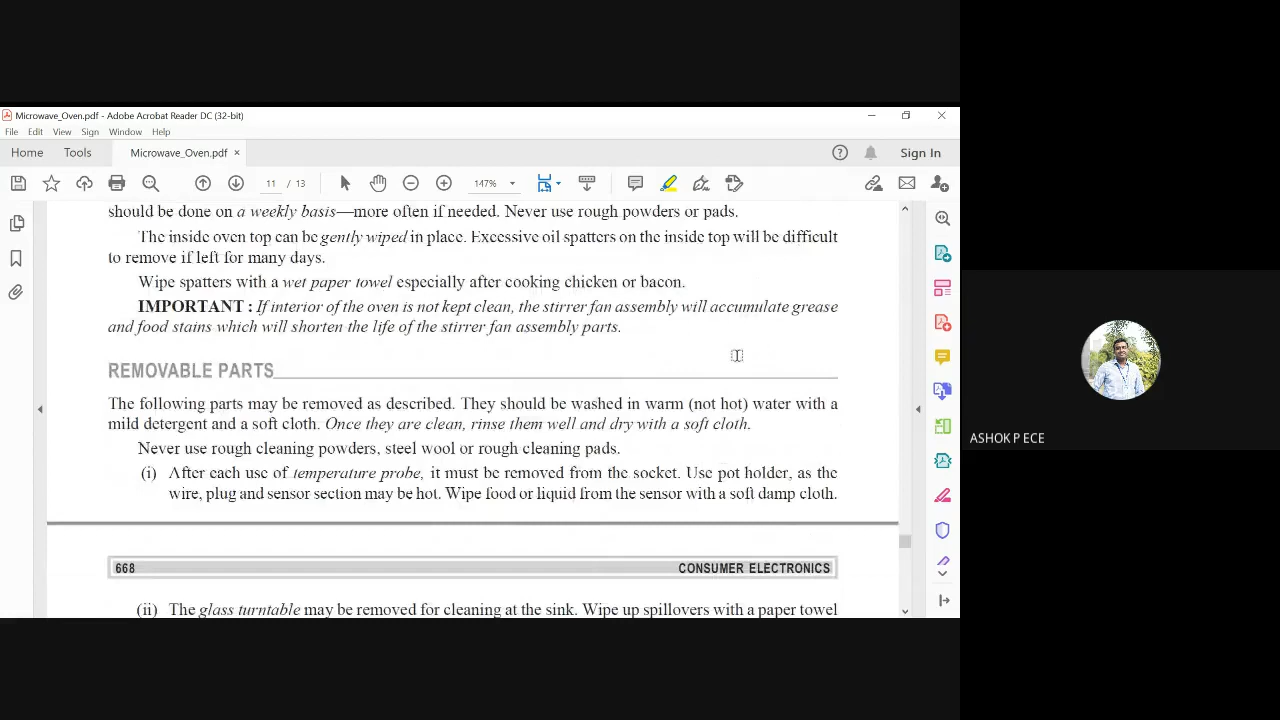 Microwave_Oven.pdf - Adobe Acrobat Reader DC (32-bit)
File Edit View Sign Window Help
Home Tools Microwave_Oven.pdf × Sign In
11 / 13 147%
should be done on a weekly basis—more often if needed. Never use rough powders or pads.
The inside oven top can be gently wiped in place. Excessive oil spatters on the inside top will be difficult
to remove if left for many days.
Wipe spatters with a wet paper towel especially after cooking chicken or bacon.
IMPORTANT : If interior of the oven is not kept clean, the stirrer fan assembly will accumulate grease
and food stains which will shorten the life of the stirrer fan assembly parts.
REMOVABLE PARTS
The following parts may be removed as described. They should be washed in warm (not hot) water with a
mild detergent and a soft cloth. Once they are clean, rinse them well and dry with a soft cloth.
Never use rough cleaning powders, steel wool or rough cleaning pads.
(i) After each use of temperature probe, it must be removed from the socket. Use pot holder, as the
wire, plug and sensor section may be hot. Wipe food or liquid from the sensor with a soft damp cloth.
668 CONSUMER ELECTRONICS
(ii) The glass turntable may be removed for cleaning at the sink. Wipe up spillovers with a paper towel
ASHOK P ECE